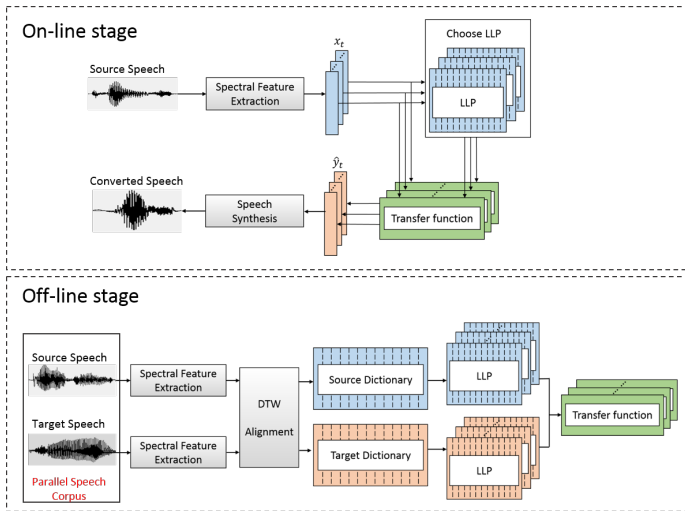 On-line stage
Source Speech
Spectral Feature
Extraction
x_t
Choose LLP
LLP
Converted Speech
Speech
Synthesis
ŷ_t
Transfer function
Off-line stage
Source Speech
Spectral Feature
Extraction
Target Speech
Spectral Feature
Extraction
Parallel Speech
Corpus
DTW
Alignment
Source Dictionary
Target Dictionary
LLP
LLP
Transfer function